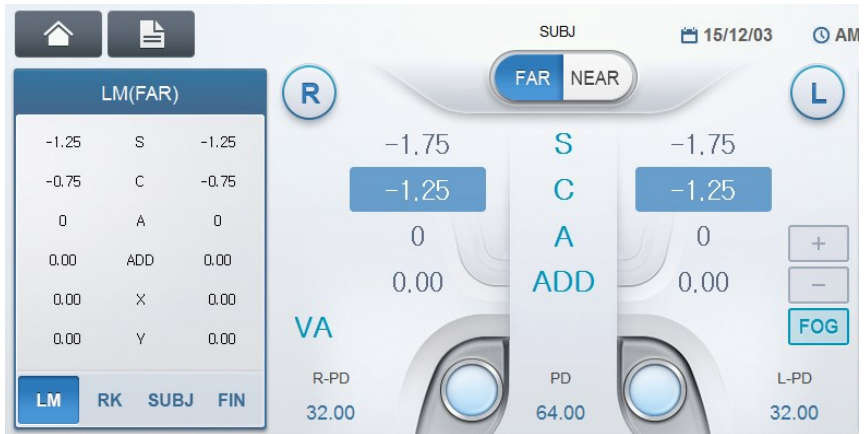 SUBJ
15/12/03 AM
FAR NEAR
R L
LM(FAR)
-1.25 S -1.25
-0.75 C -0.75
0 A 0
0.00 ADD 0.00
0.00 X 0.00
0.00 Y 0.00
LM RK SUBJ FIN
-1.75 S -1.75
-1.25 C -1.25
0 A 0
0.00 ADD 0.00
+
−
FOG
VA
R-PD PD L-PD
32.00 64.00 32.00